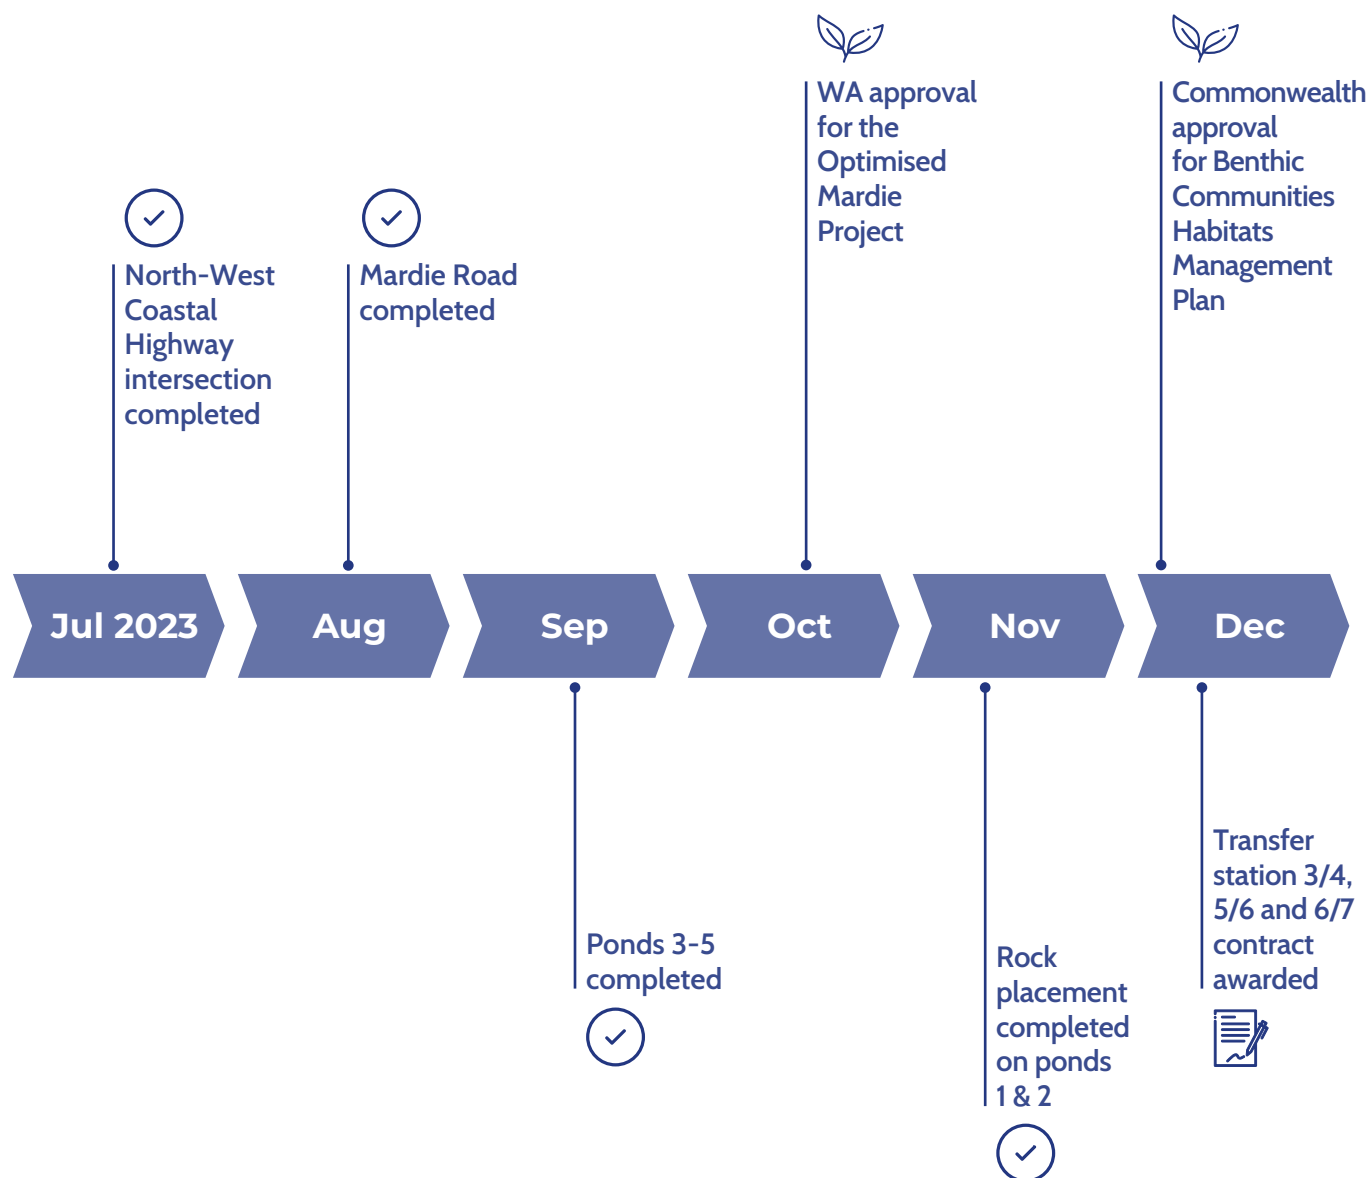 WA approval
for the
Optimised
Mardie
Project
Commonwealth
approval
for Benthic
Communities
Habitats
Management
Plan
North-West
Coastal
Highway
intersection
completed
Mardie Road
completed
Jul 2023
Aug
Sep
Oct
Nov
Dec
Ponds 3-5
completed
Rock
placement
completed
on ponds
1 & 2
Transfer
station 3/4,
5/6 and 6/7
contract
awarded